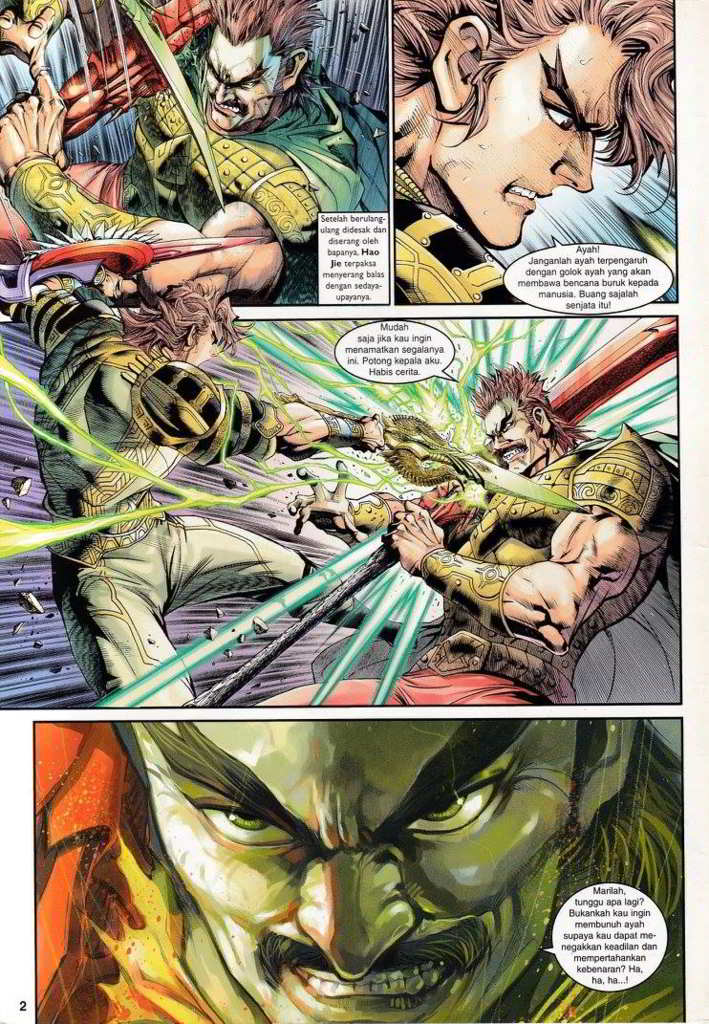 Setelah berulang-
ulang didesak dan
diserang oleh
bapanya, Hao
Jie terpaksa
menyerang balas
dengan sedaya-
upayanya.
Ayah!
Janganlah ayah terpengaruh
dengan golok ayah yang akan
membawa bencana buruk kepada
manusia. Buang sajalah
senjata itu!
Mudah
saja jika kau ingin
menamatkan segalanya
ini. Potong kepala aku.
Habis cerita.
Marilah,
tunggu apa lagi?
Bukankah kau ingin
membunuh ayah
supaya kau dapat me-
negakkan keadilan dan
mempertahankan
kebenaran? Ha,
ha, ha...!
2